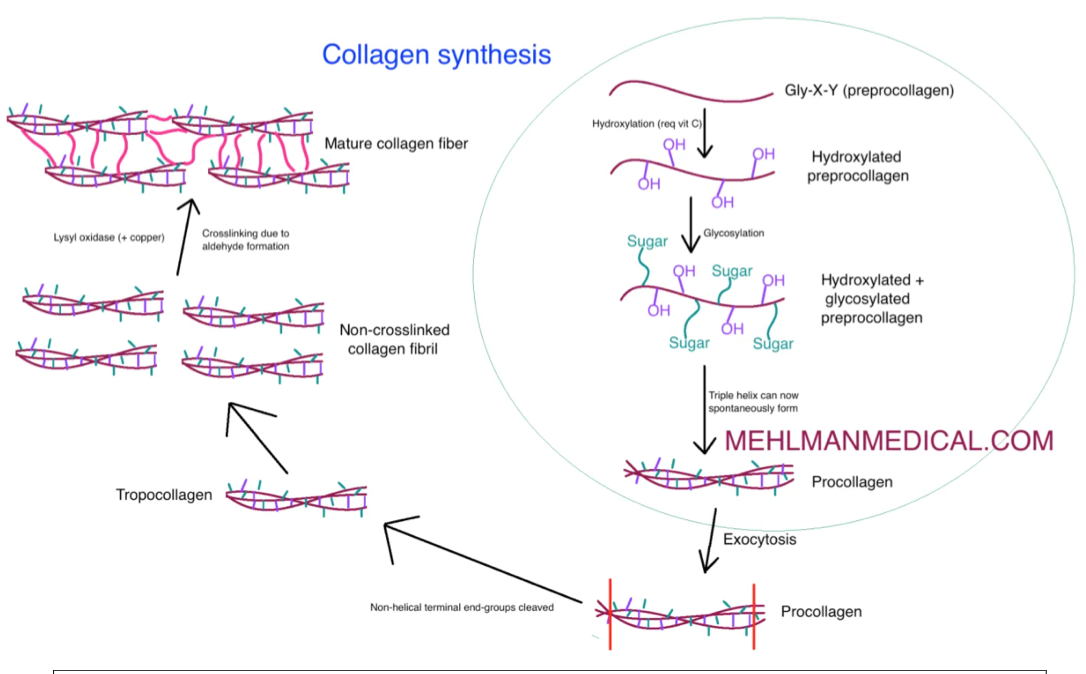 Collagen synthesis
Gly-X-Y (preprocollagen)
Hydroxylation (req vit C)
OH
OH
OH
OH
Hydroxylated
preprocollagen
Glycosylation
Sugar
OH
Sugar
OH
OH
OH
Sugar
Sugar
Hydroxylated +
glycosylated
preprocollagen
Triple helix can now
spontaneously form
MEHLMANMEDICAL.COM
Procollagen
Exocytosis
Procollagen
Non-helical terminal end-groups cleaved
Tropocollagen
Non-crosslinked
collagen fibril
Lysyl oxidase (+ copper)
Crosslinking due to
aldehyde formation
Mature collagen fiber